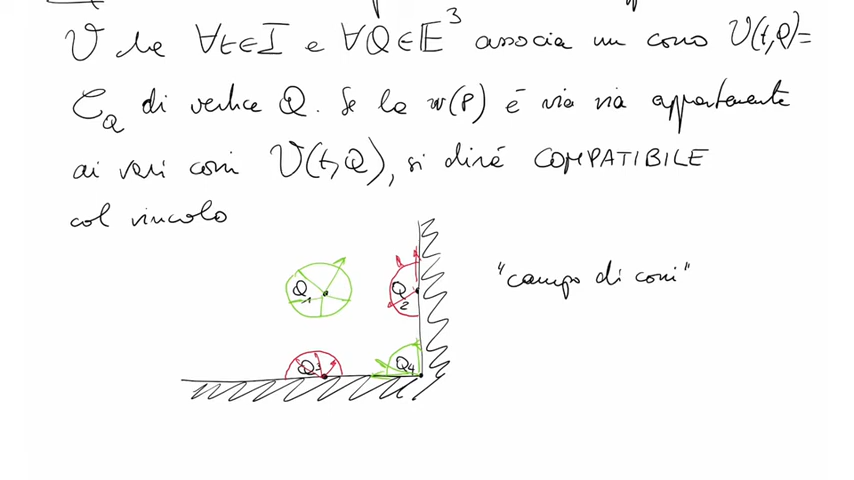 V che ∀t∈I e ∀Q∈E³ associa un cono V(t,Q)=
C_Q di vertice Q. Se la w(P) è via via appartenente
ai vari coni V(t,Q), si dirà COMPATIBILE
col vincolo
Q1
Q2
"campo di coni"
Q3
Q4